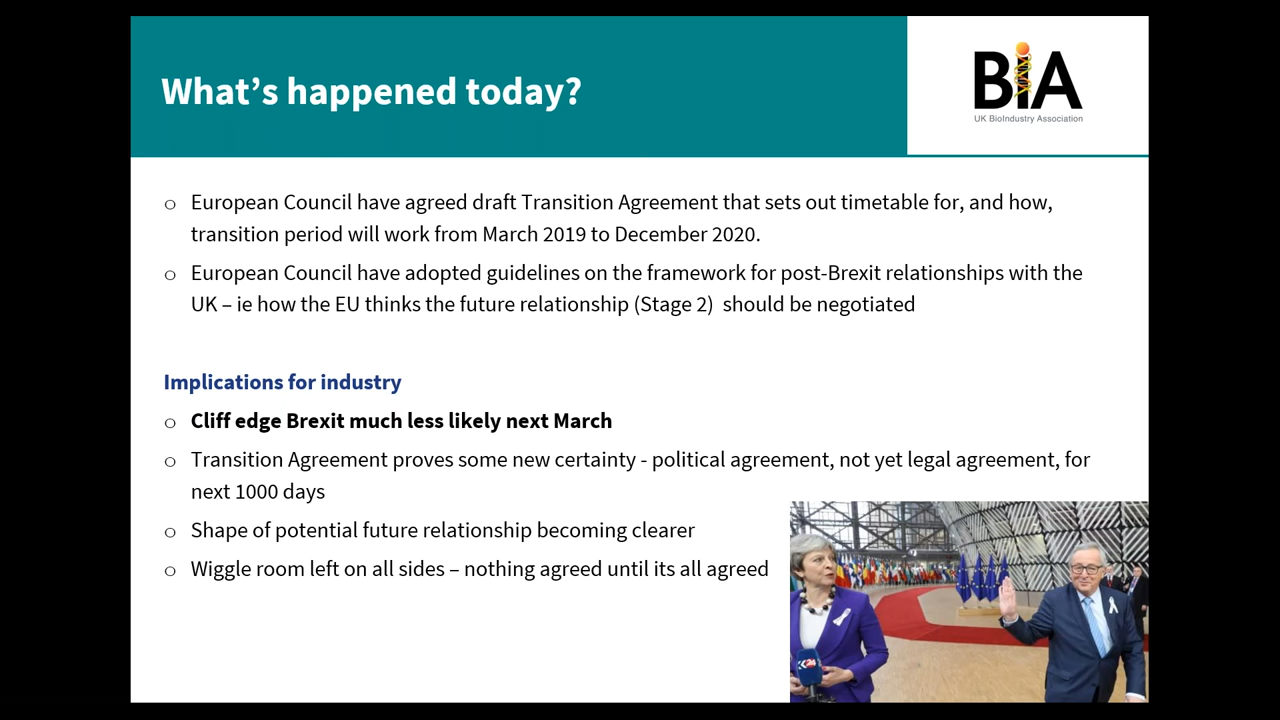 What's happened today?
BiA
UK BioIndustry Association
○ European Council have agreed draft Transition Agreement that sets out timetable for, and how,
transition period will work from March 2019 to December 2020.
○ European Council have adopted guidelines on the framework for post-Brexit relationships with the
UK – ie how the EU thinks the future relationship (Stage 2)  should be negotiated
Implications for industry
○ Cliff edge Brexit much less likely next March
○ Transition Agreement proves some new certainty - political agreement, not yet legal agreement, for
next 1000 days
○ Shape of potential future relationship becoming clearer
○ Wiggle room left on all sides – nothing agreed until its all agreed